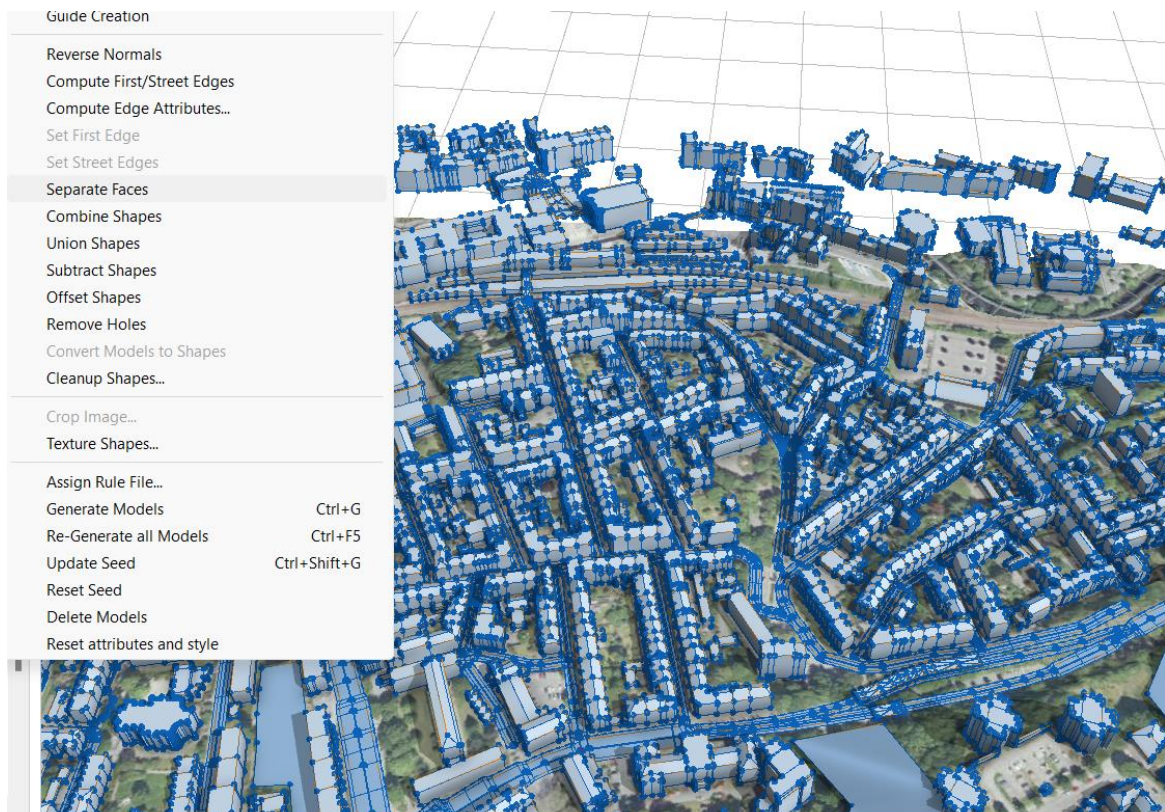 Guide Creation
Reverse Normals
Compute First/Street Edges
Compute Edge Attributes...
Set First Edge
Set Street Edges
Separate Faces
Combine Shapes
Union Shapes
Subtract Shapes
Offset Shapes
Remove Holes
Convert Models to Shapes
Cleanup Shapes...
Crop Image...
Texture Shapes...
Assign Rule File...
Generate Models Ctrl+G
Re-Generate all Models Ctrl+F5
Update Seed Ctrl+Shift+G
Reset Seed
Delete Models
Reset attributes and style